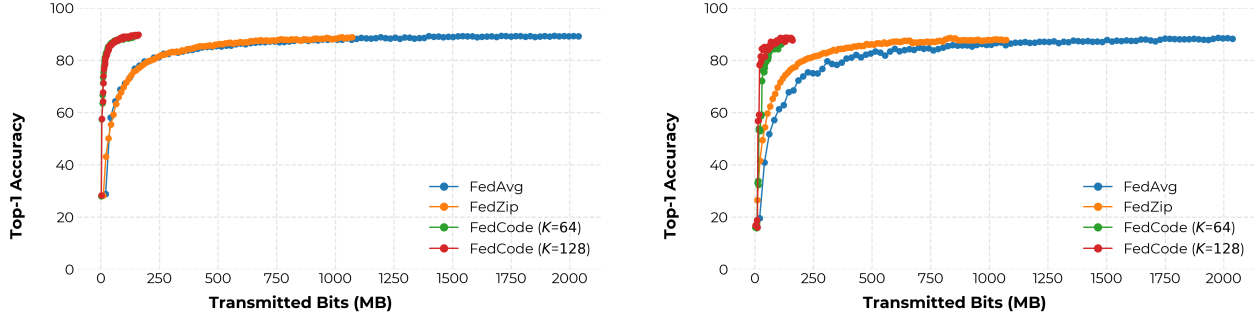 100
80
60
40
20
0
Top-1 Accuracy
0 250 500 750 1000 1250 1500 1750 2000
Transmitted Bits (MB)
FedAvg
FedZip
FedCode (K=64)
FedCode (K=128)
100
80
60
40
20
0
Top-1 Accuracy
0 250 500 750 1000 1250 1500 1750 2000
Transmitted Bits (MB)
FedAvg
FedZip
FedCode (K=64)
FedCode (K=128)